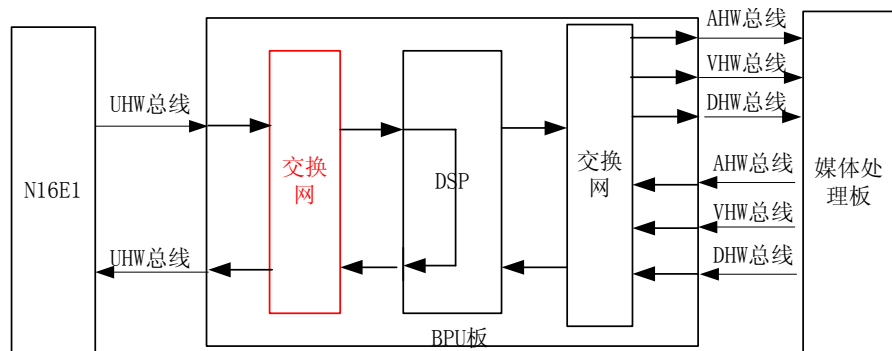 N16E1
UHW总线
UHW总线
交换
网
DSP
交换
网
BPU板
AHW总线
VHW总线
DHW总线
AHW总线
VHW总线
DHW总线
媒体处
理板